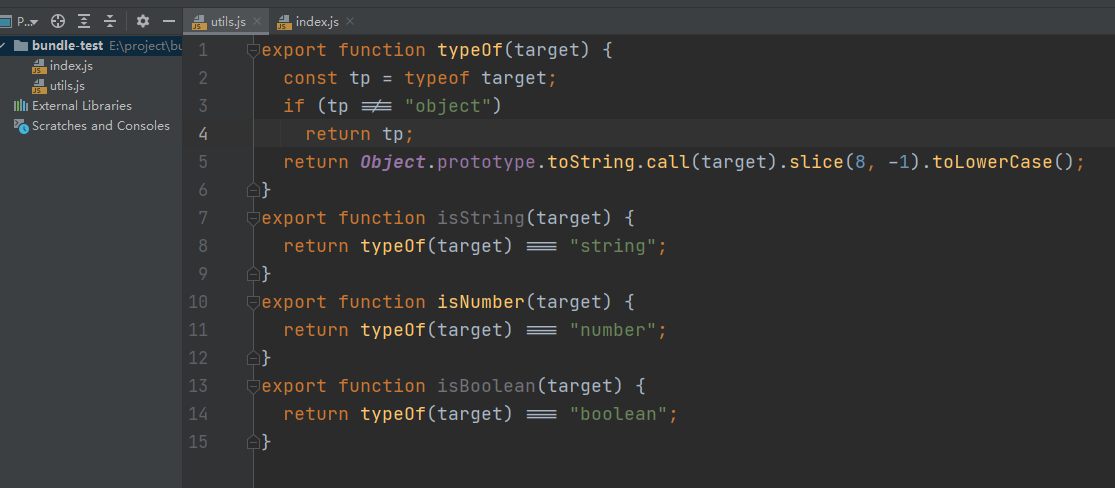 P...
utils.js
index.js
bundle-test E:\project\bu
index.js
utils.js
External Libraries
Scratches and Consoles
1 export function typeOf(target) {
2 const tp = typeof target;
3 if (tp !== "object")
4 return tp;
5 return Object.prototype.toString.call(target).slice(8, -1).toLowerCase();
6 }
7 export function isString(target) {
8 return typeOf(target) === "string";
9 }
10 export function isNumber(target) {
11 return typeOf(target) === "number";
12 }
13 export function isBoolean(target) {
14 return typeOf(target) === "boolean";
15 }